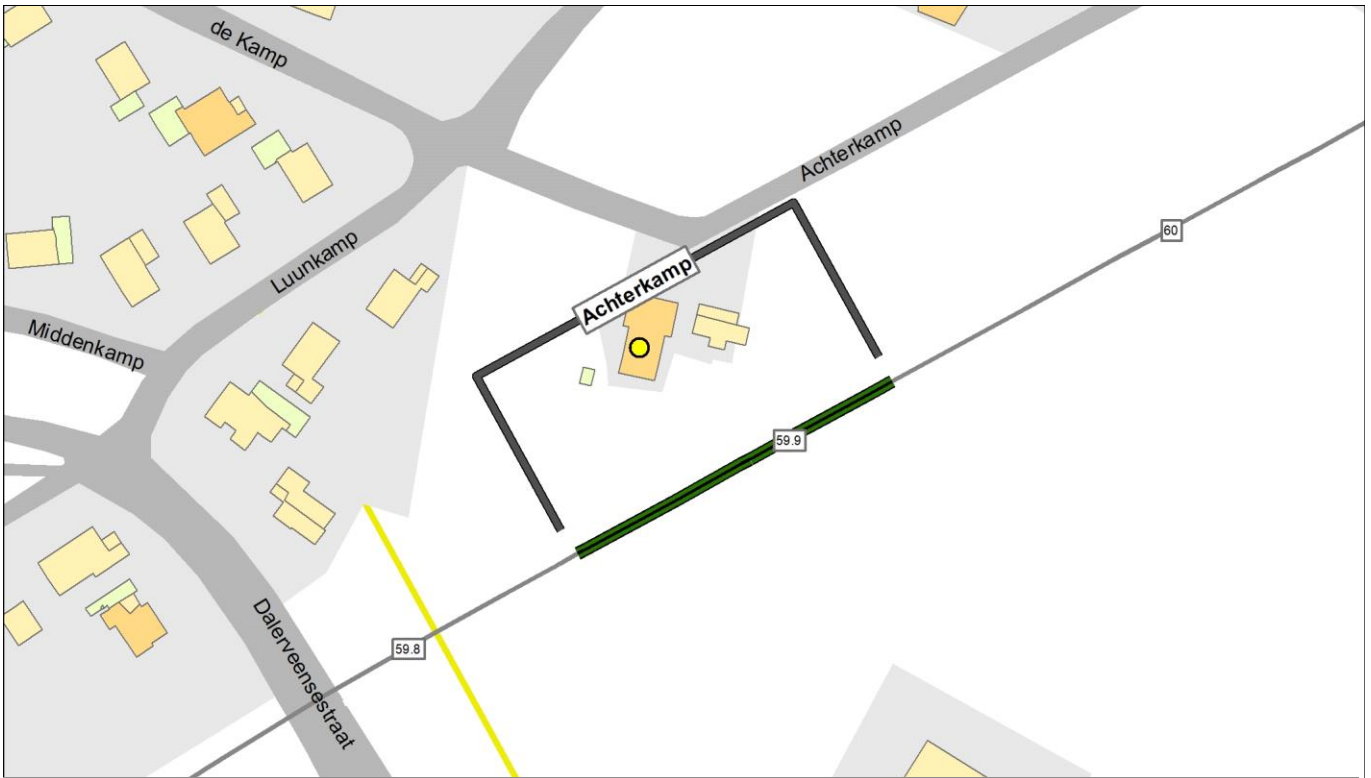 de Kamp
Achterkamp
60
Luunkamp
Achterkamp
Middenkamp
59.9
59.8
Dalerveensestraat